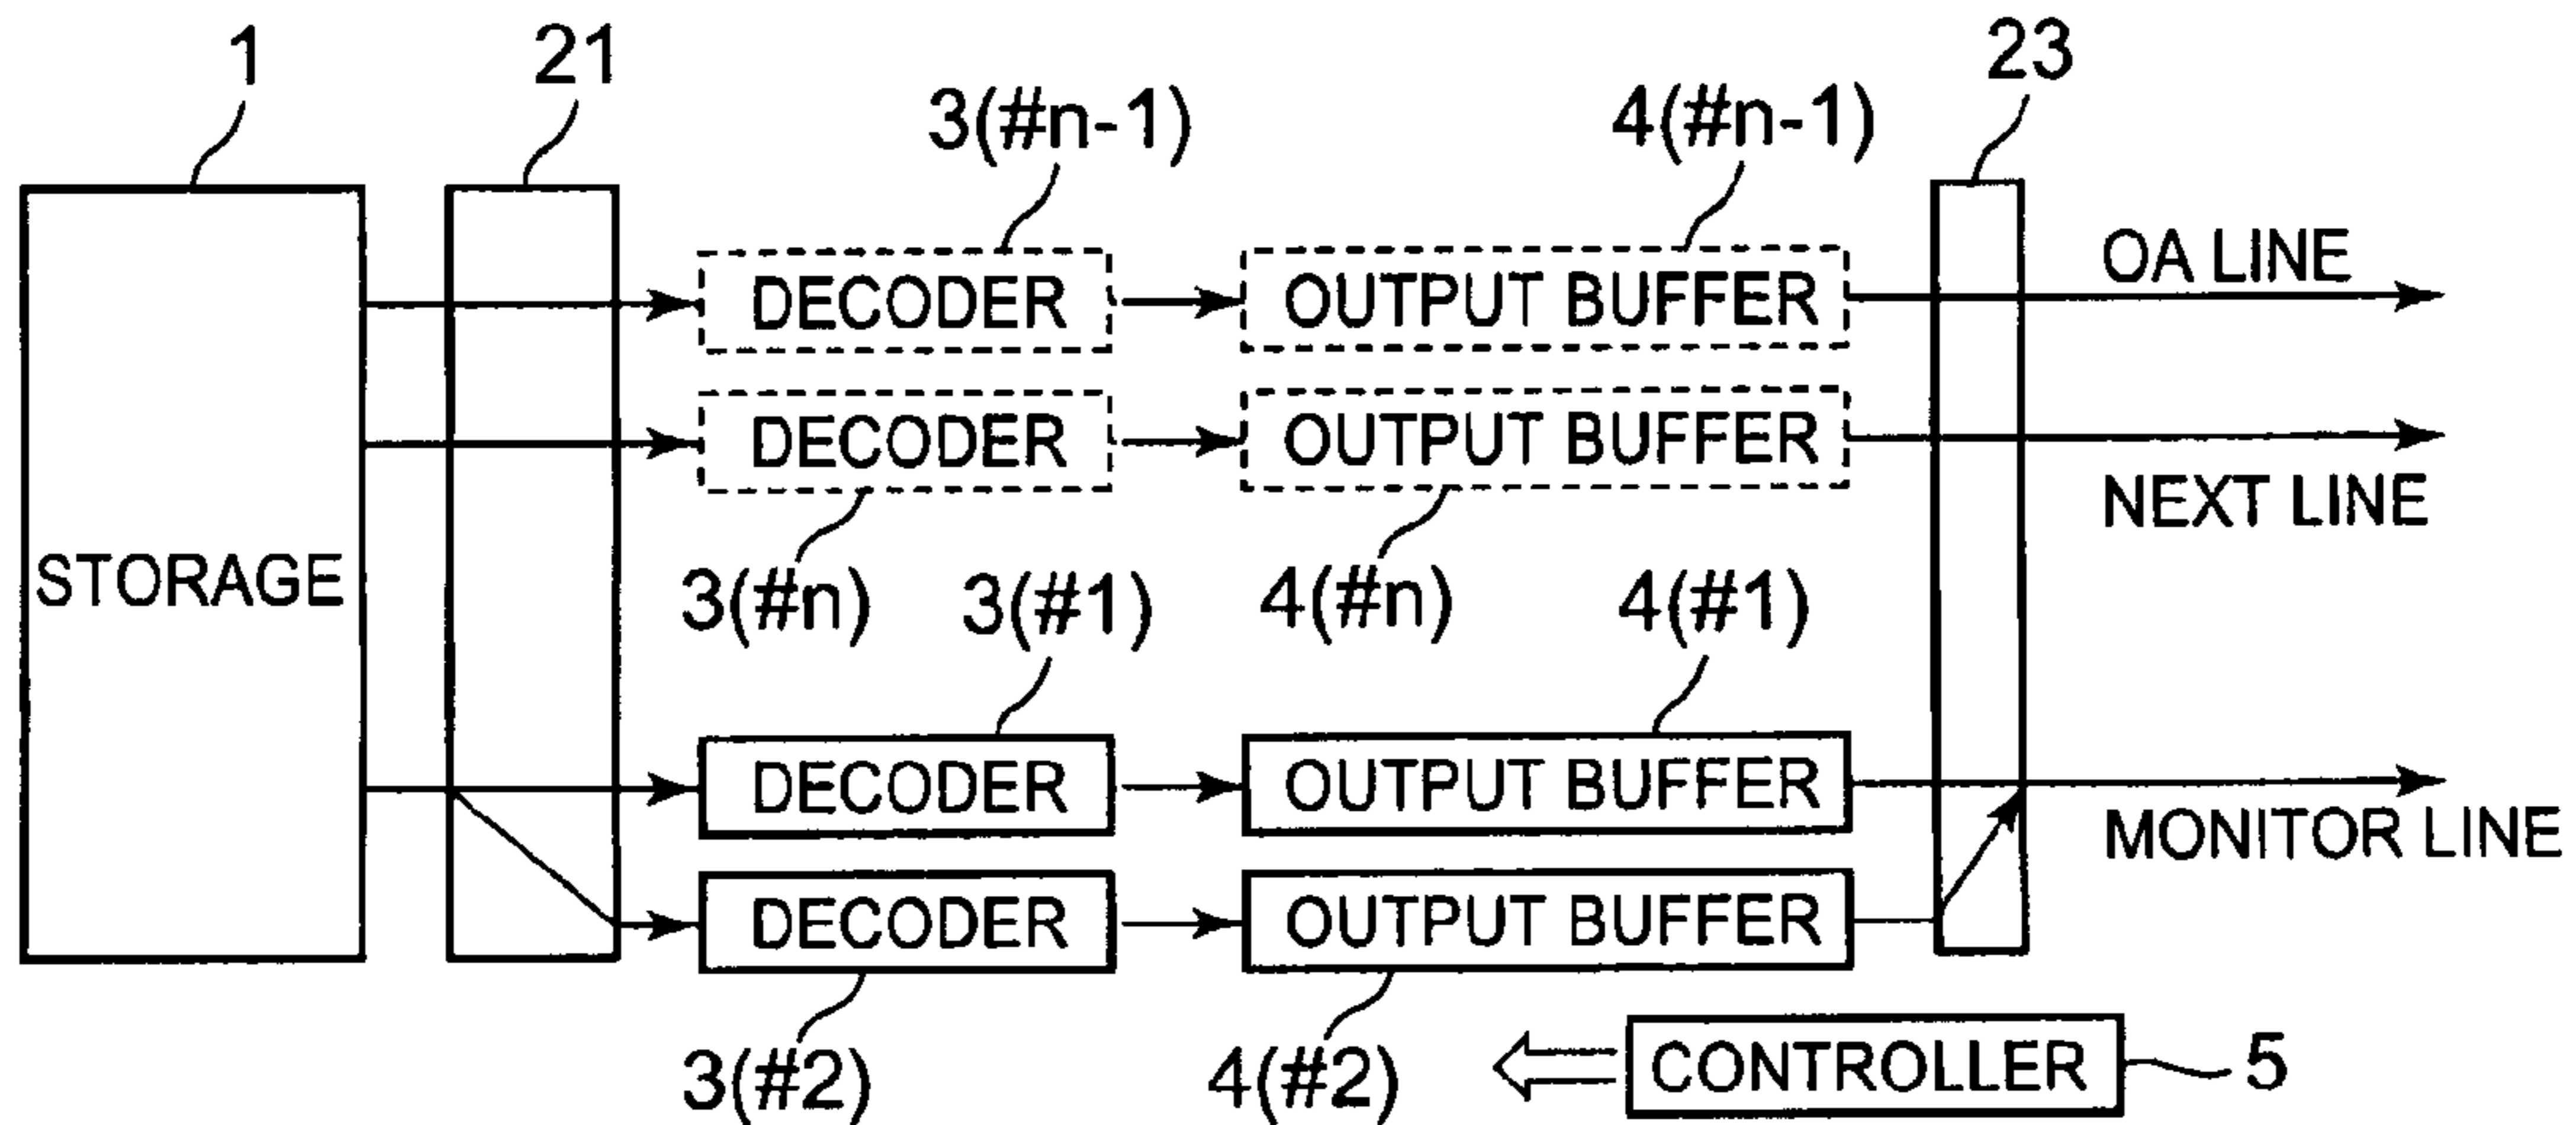 1
21
23
3(#n-1)
4(#n-1)
OA LINE
DECODER
OUTPUT BUFFER
DECODER
OUTPUT BUFFER
NEXT LINE
STORAGE
3(#n)
3(#1)
4(#n)
4(#1)
DECODER
OUTPUT BUFFER
MONITOR LINE
DECODER
OUTPUT BUFFER
3(#2)
4(#2)
CONTROLLER
5